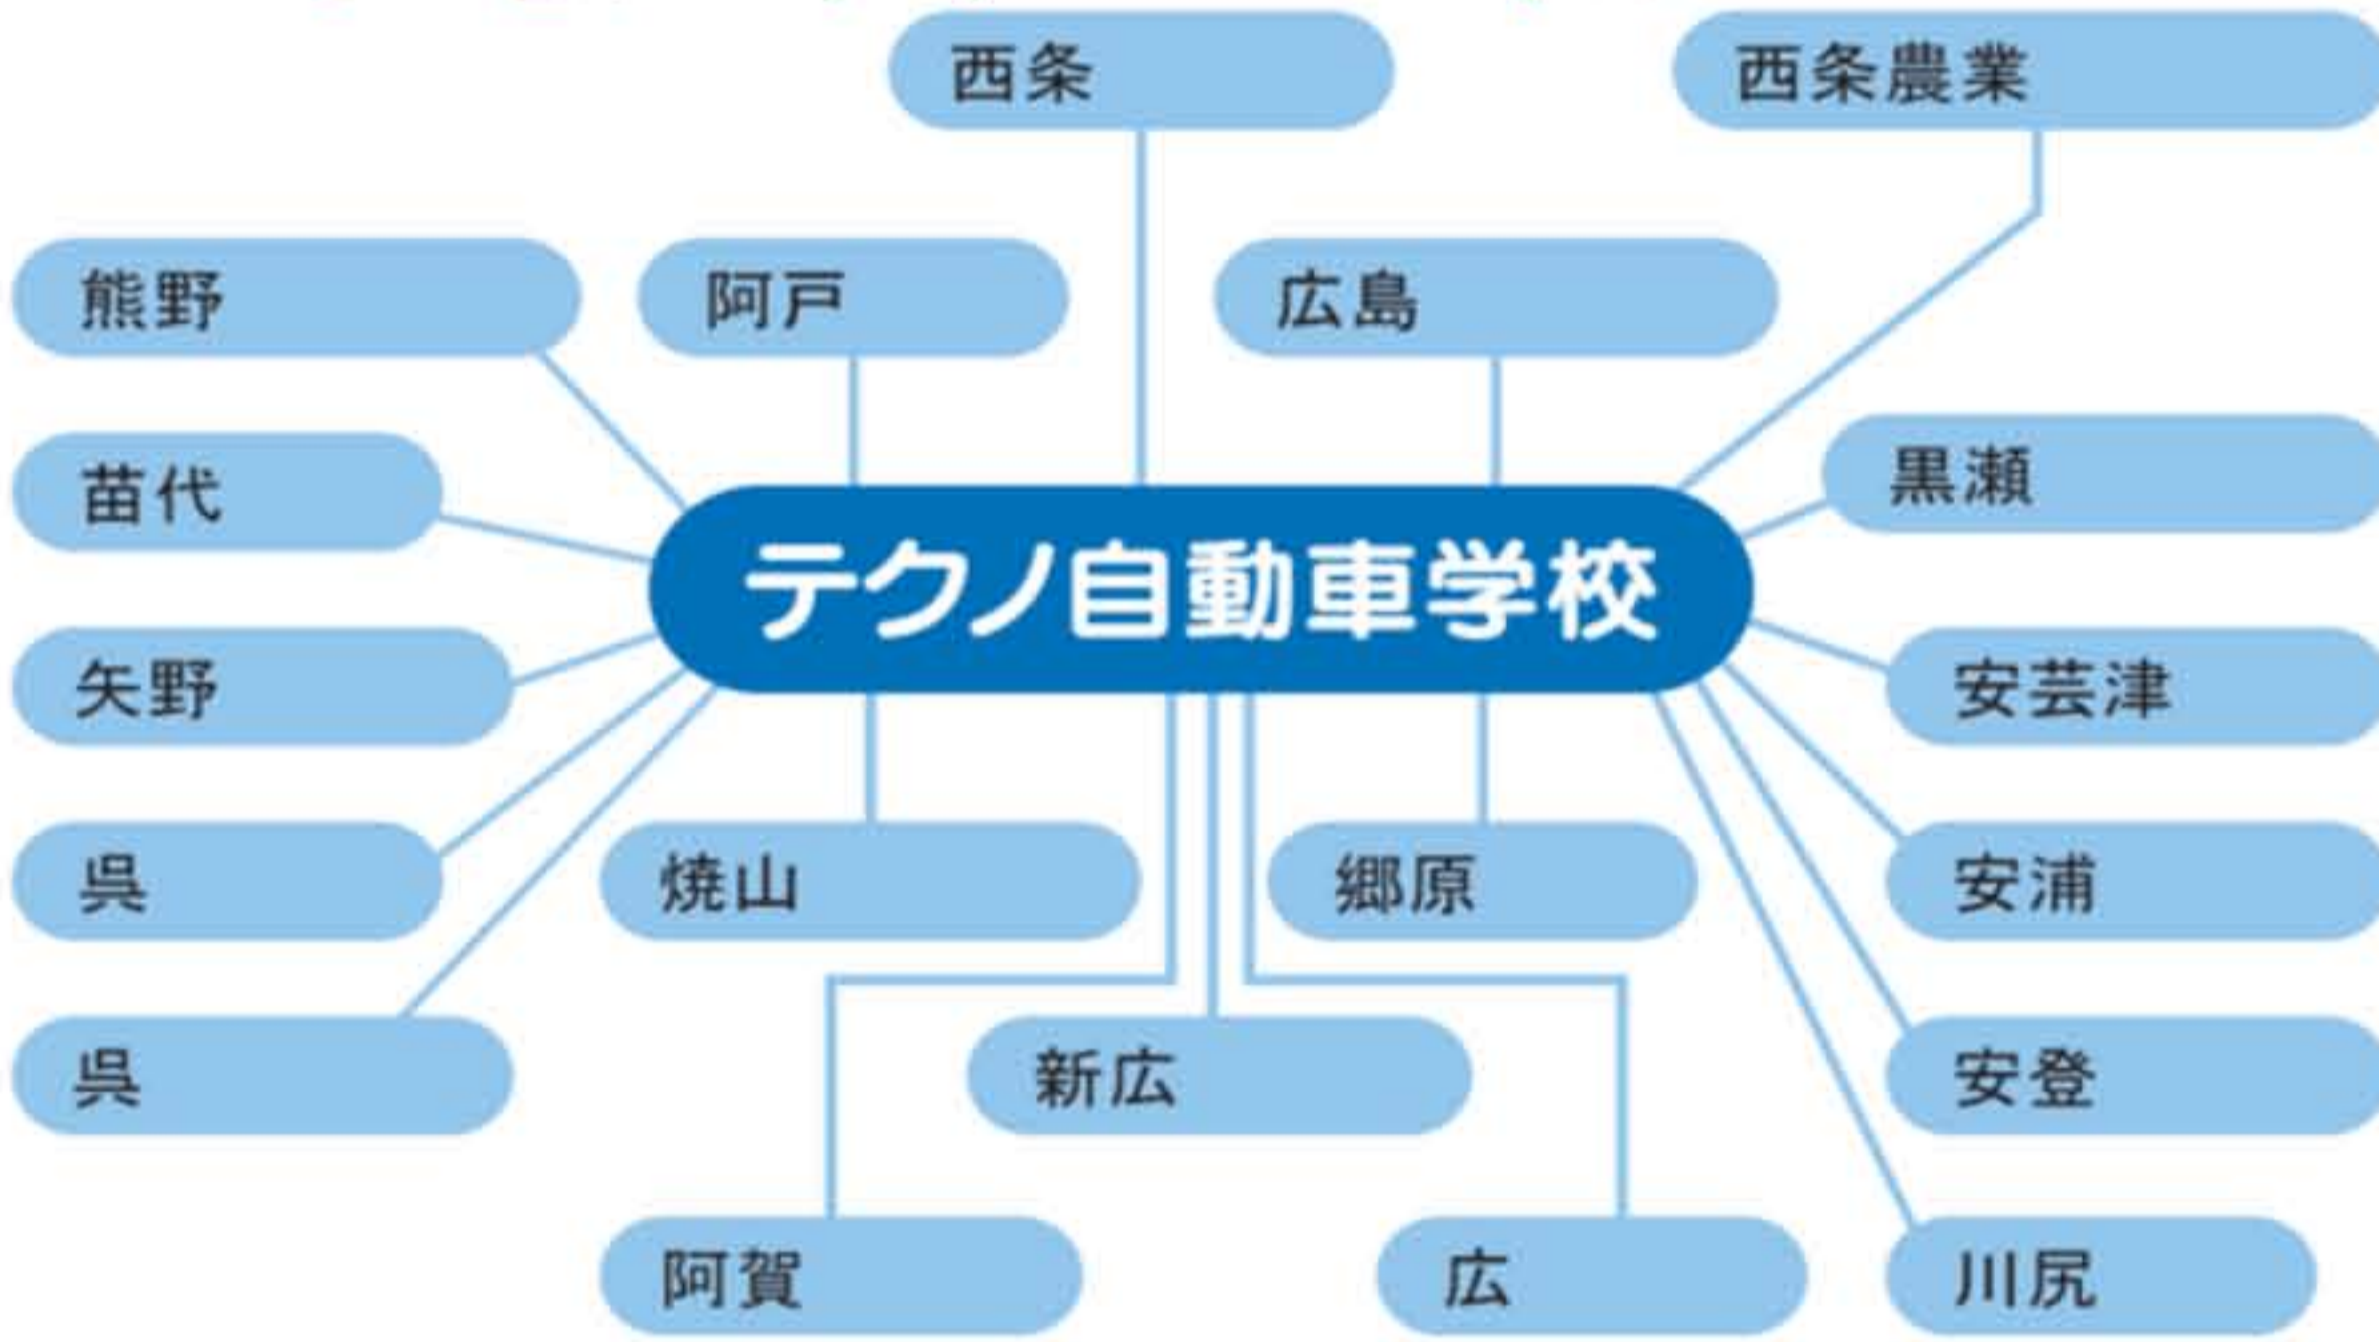 西条
西条農業
熊野
阿戸
広島
苗代
黒瀬
テクノ自動車学校
矢野
安芸津
呉
焼山
郷原
安浦
呉
新広
安登
阿賀
広
川尻